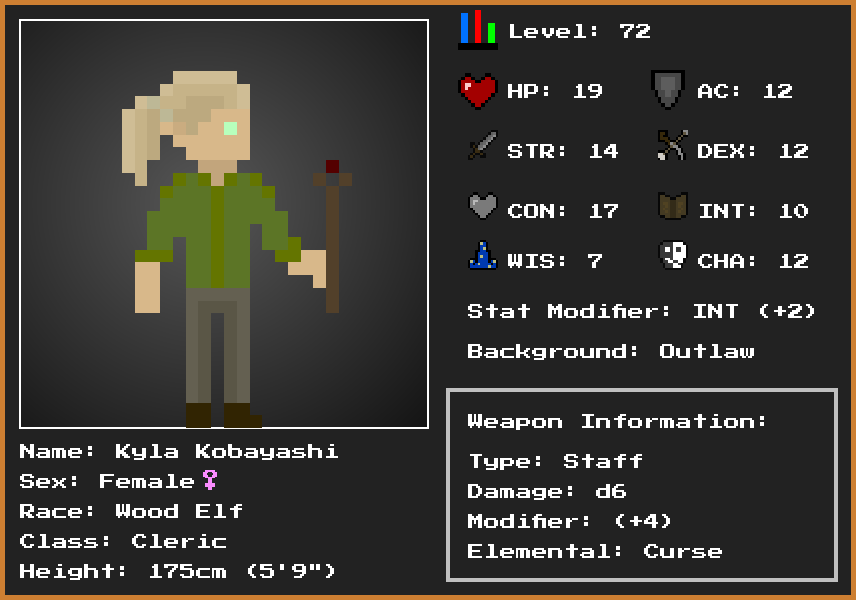 Level: 72
HP: 19
AC: 12
STR: 14
DEX: 12
CON: 17
INT: 10
WIS: 7
CHA: 12
Stat Modifier: INT (+2)
Background: Outlaw
Weapon Information:
Type: Staff
Damage: d6
Modifier: (+4)
Elemental: Curse
Name: Kyla Kobayashi
Sex: Female♀
Race: Wood Elf
Class: Cleric
Height: 175cm (5'9")